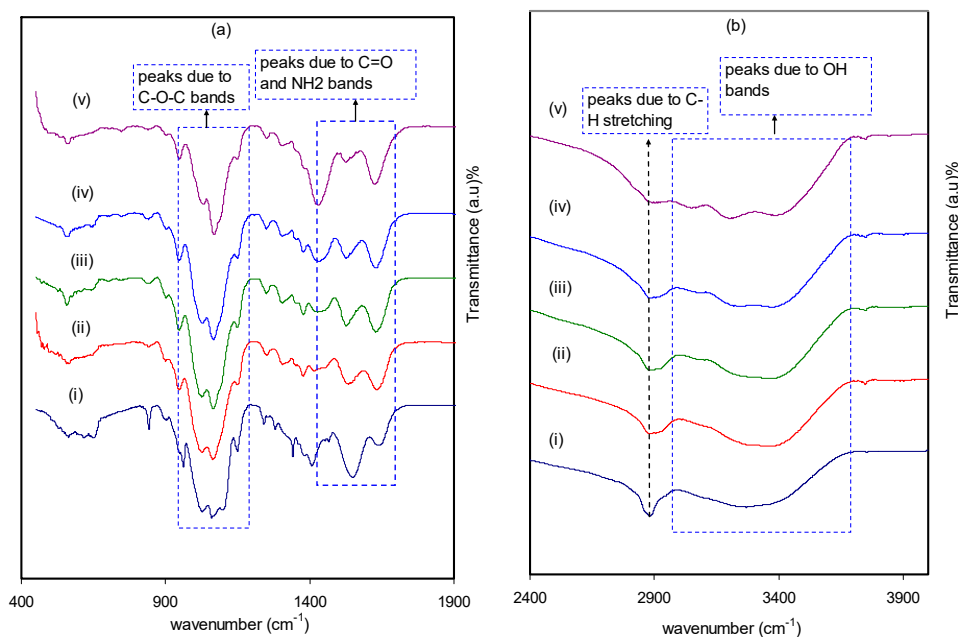 (a)
peaks due to
C-O-C bands
peaks due to C=O
and NH2 bands
(v)
(iv)
(iii)
(ii)
(i)
400
900
1400
1900
wavenumber (cm-1)
Transmittance (a.u)%
(b)
peaks due to C-
H stretching
peaks due to OH
bands
(v)
(iv)
(iii)
(ii)
(i)
2400
2900
3400
3900
wavenumber (cm-1)
Transmittance (a.u)%